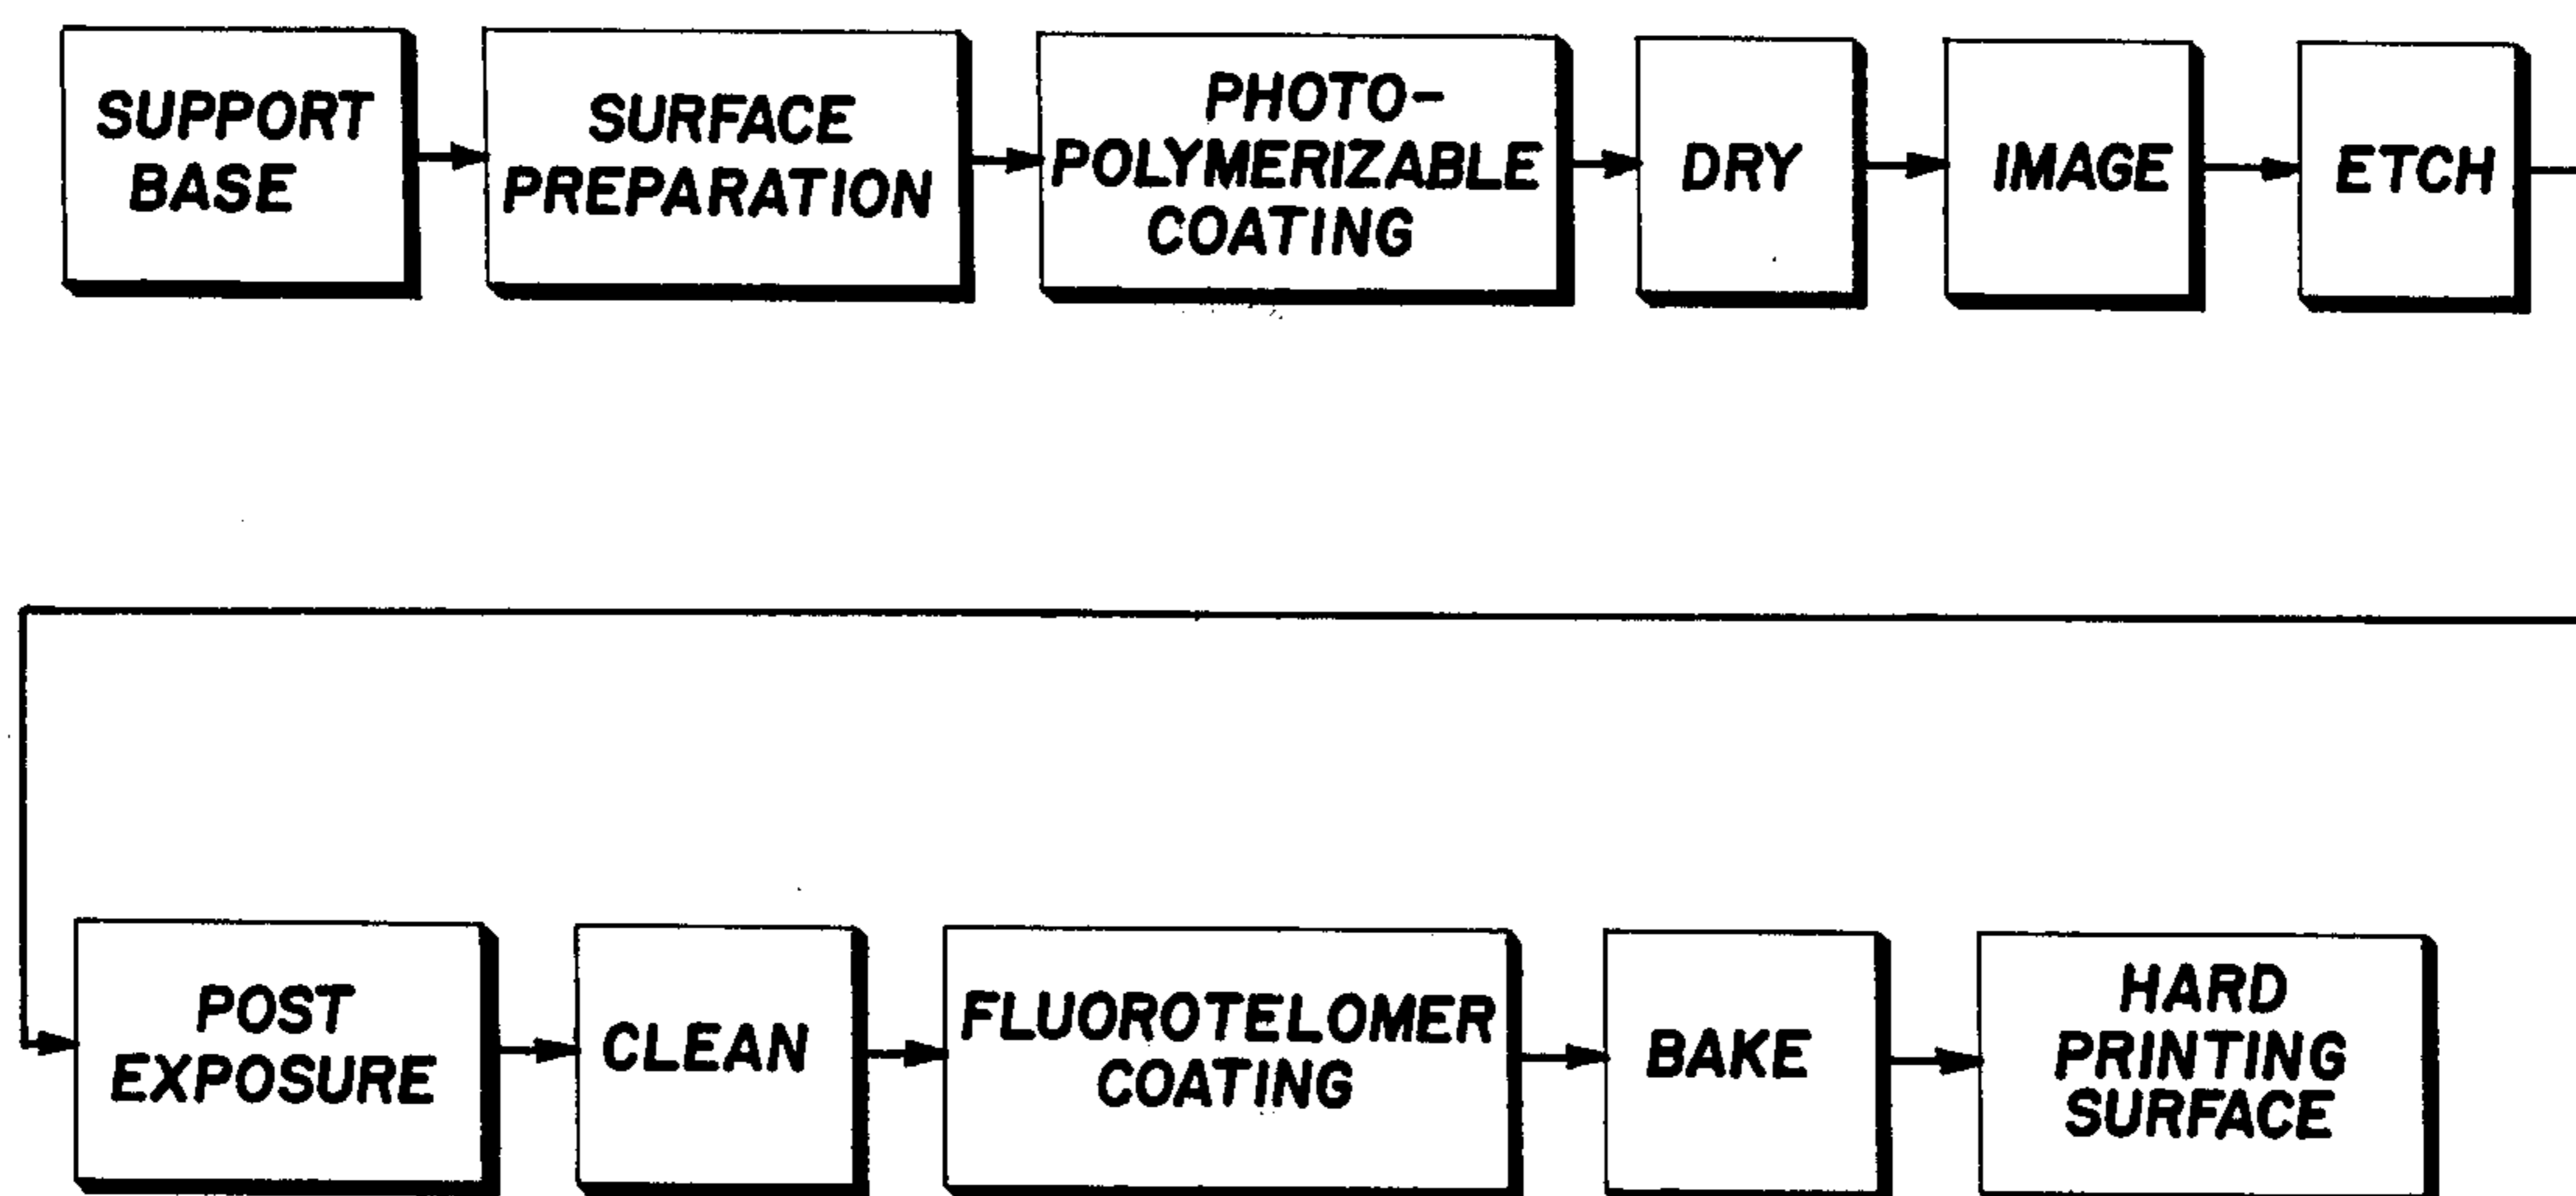 SUPPORT
BASE
SURFACE
PREPARATION
PHOTO-
POLYMERIZABLE
COATING
DRY
IMAGE
ETCH
POST
EXPOSURE
CLEAN
FLUOROTELOMER
COATING
BAKE
HARD
PRINTING
SURFACE